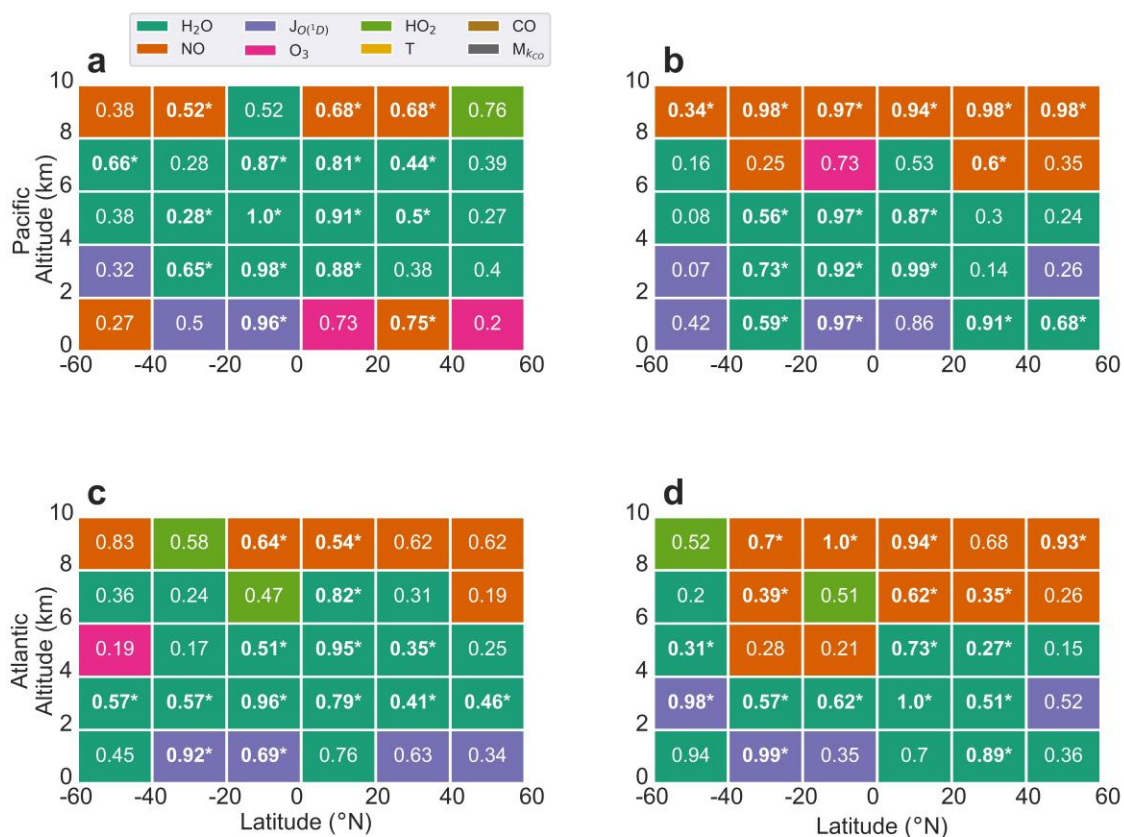 H₂O J_O(¹D) HO₂ CO
NO O₃ T M_kCO
a
10
0.38 0.52* 0.52 0.68* 0.68* 0.76
8
0.66* 0.28 0.87* 0.81* 0.44* 0.39
6
0.38 0.28* 1.0* 0.91* 0.5* 0.27
4
0.32 0.65* 0.98* 0.88* 0.38 0.4
2
0.27 0.5 0.96* 0.73 0.75* 0.2
0
-60 -40 -20 0 20 40 60
Pacific
Altitude (km)
b
10
0.34* 0.98* 0.97* 0.94* 0.98* 0.98*
8
0.16 0.25 0.73 0.53 0.6* 0.35
6
0.08 0.56* 0.97* 0.87* 0.3 0.24
4
0.07 0.73* 0.92* 0.99* 0.14 0.26
2
0.42 0.59* 0.97* 0.86 0.91* 0.68*
0
-60 -40 -20 0 20 40 60
c
10
0.83 0.58 0.64* 0.54* 0.62 0.62
8
0.36 0.24 0.47 0.82* 0.31 0.19
6
0.19 0.17 0.51* 0.95* 0.35* 0.25
4
0.57* 0.57* 0.96* 0.79* 0.41* 0.46*
2
0.45 0.92* 0.69* 0.76 0.63 0.34
0
-60 -40 -20 0 20 40 60
Atlantic
Altitude (km)
Latitude (°N)
d
10
0.52 0.7* 1.0* 0.94* 0.68 0.93*
8
0.2 0.39* 0.51 0.62* 0.35* 0.26
6
0.31* 0.28 0.21 0.73* 0.27* 0.15
4
0.98* 0.57* 0.62* 1.0* 0.51* 0.52
2
0.94 0.99* 0.35 0.7 0.89* 0.36
0
-60 -40 -20 0 20 40 60
Latitude (°N)